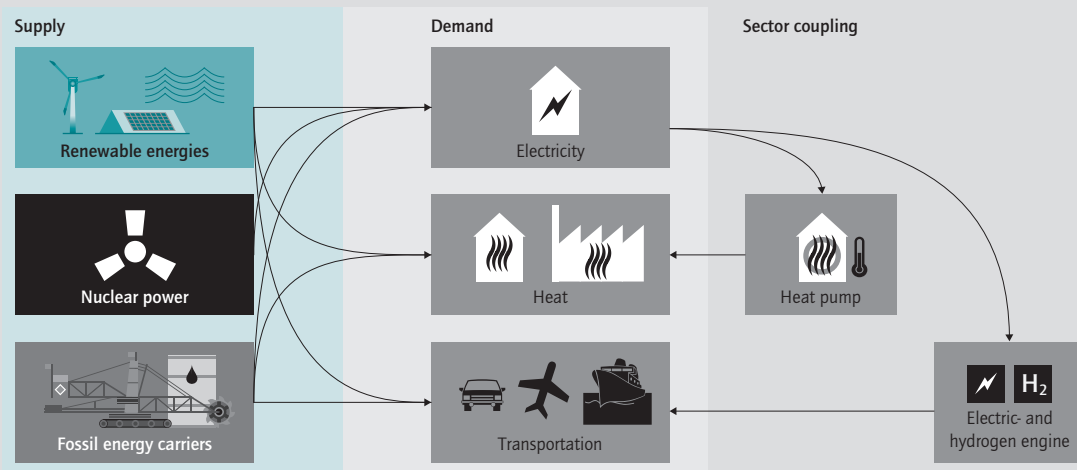 Supply
Demand
Sector coupling
Renewable energies
Electricity
Nuclear power
Heat
Heat pump
Fossil energy carriers
Transportation
H₂
Electric- and
hydrogen engine